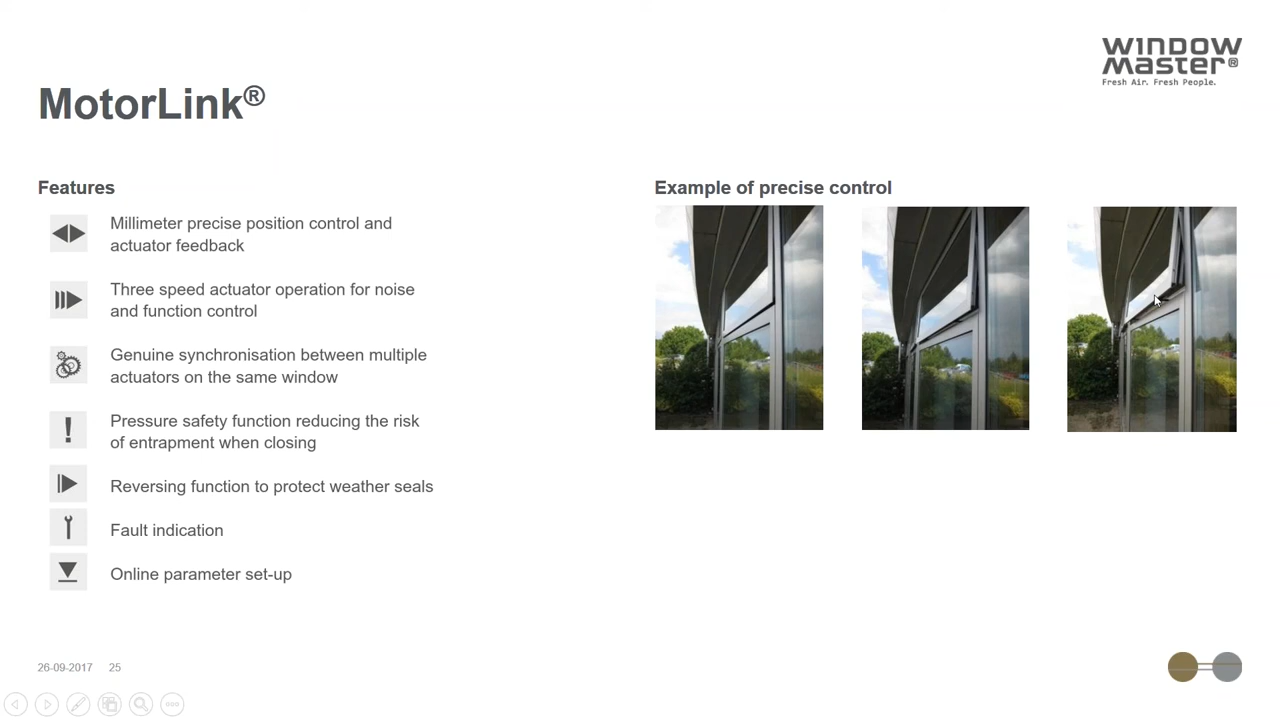 WINDOW
Master®
Fresh Air. Fresh People.
MotorLink®
Features
Millimeter precise position control and
actuator feedback
Three speed actuator operation for noise
and function control
Genuine synchronisation between multiple
actuators on the same window
Pressure safety function reducing the risk
of entrapment when closing
Reversing function to protect weather seals
Fault indication
Online parameter set-up
Example of precise control
26-09-2017 25